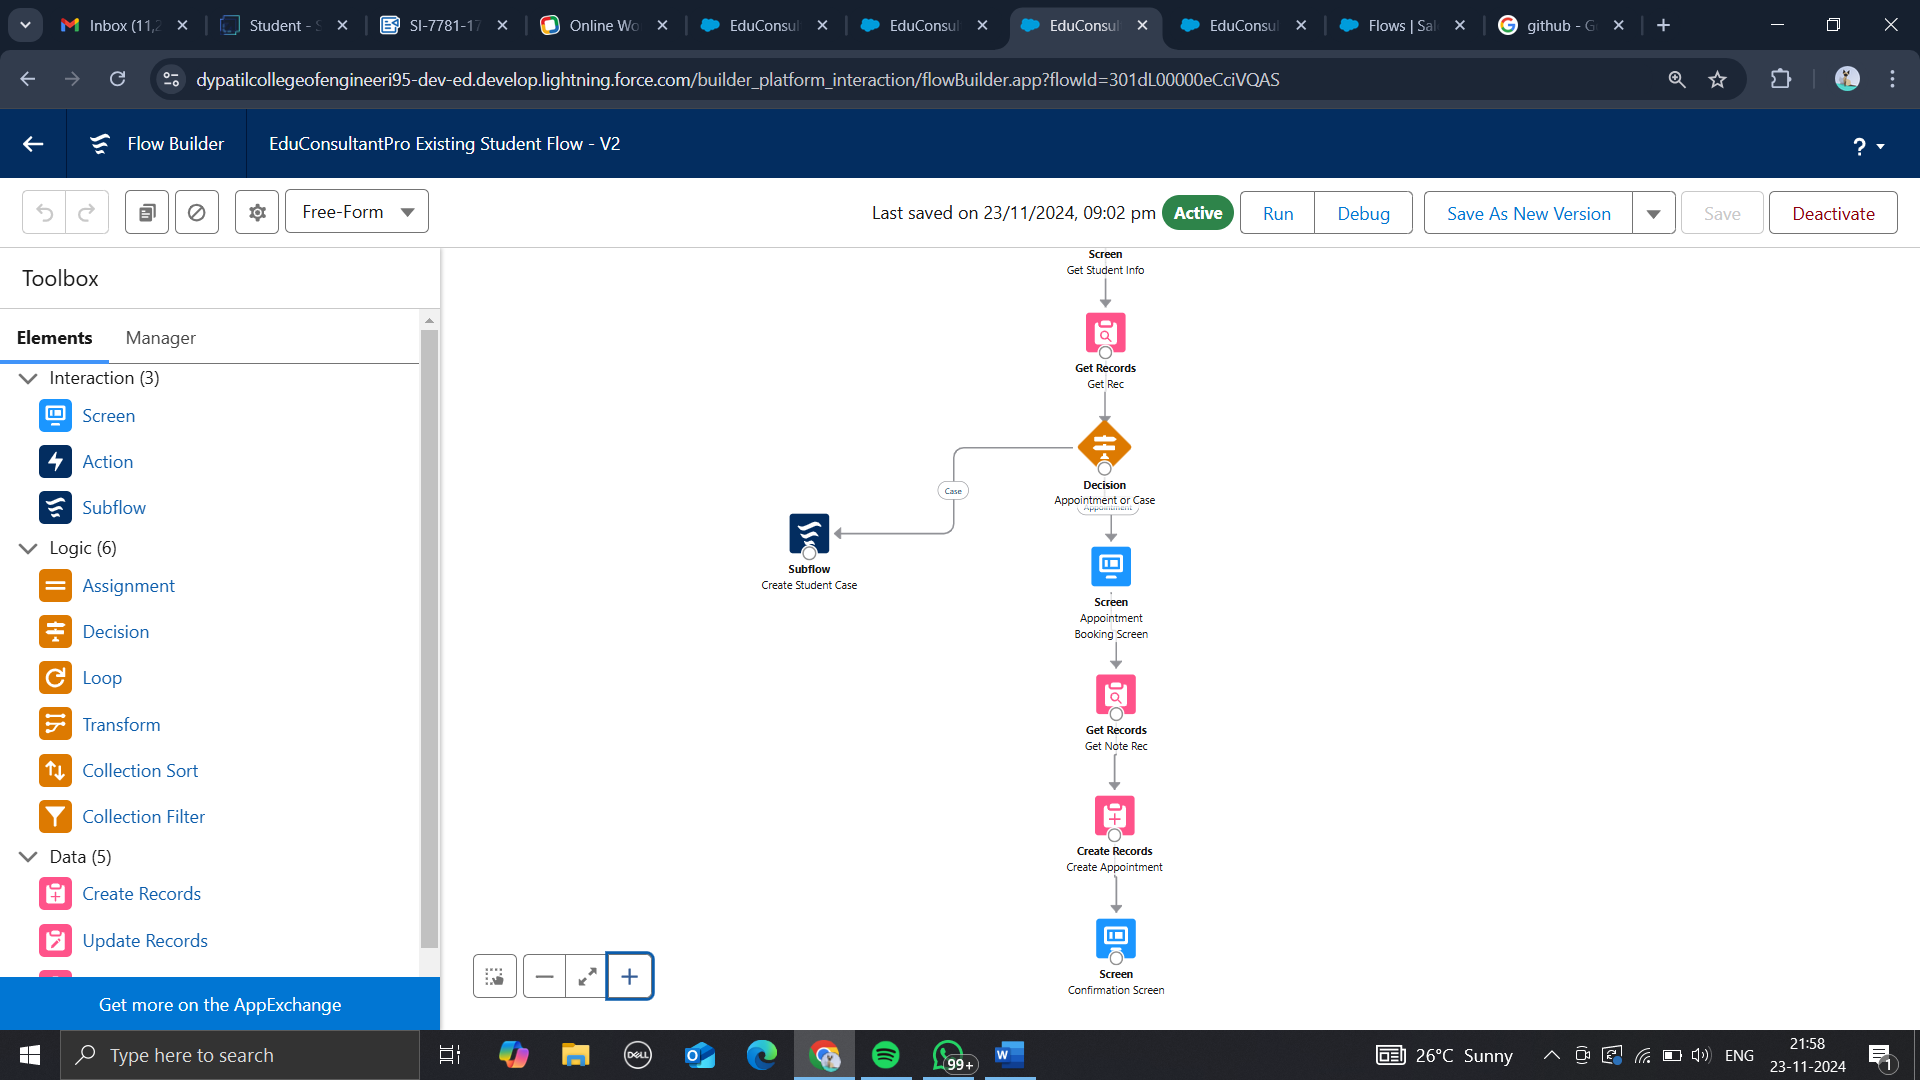 Inbox (11,2
Student - S
SI-7781-17
Online Wo
EduConsul
EduConsul
EduConsul
EduConsul
Flows | Sal
github - G
dypatilcollegeofengineeri95-dev-ed.develop.lightning.force.com/builder_platform_interaction/flowBuilder.app?flowId=301dL00000eCciVQAS
Flow Builder
EduConsultantPro Existing Student Flow - V2
?
Free-Form
Last saved on 23/11/2024, 09:02 pm
Active
Run
Debug
Save As New Version
Save
Deactivate
Toolbox
Elements
Manager
Interaction (3)
Screen
Action
Subflow
Logic (6)
Assignment
Decision
Loop
Transform
Collection Sort
Collection Filter
Data (5)
Create Records
Update Records
Get more on the AppExchange
Screen
Get Student Info
Get Records
Get Rec
Decision
Appointment or Case
Appointment
Case
Subflow
Create Student Case
Screen
Appointment
Booking Screen
Get Records
Get Note Rec
Create Records
Create Appointment
Screen
Confirmation Screen
Type here to search
DELL
99+
26°C Sunny
ENG
21:58
23-11-2024
1